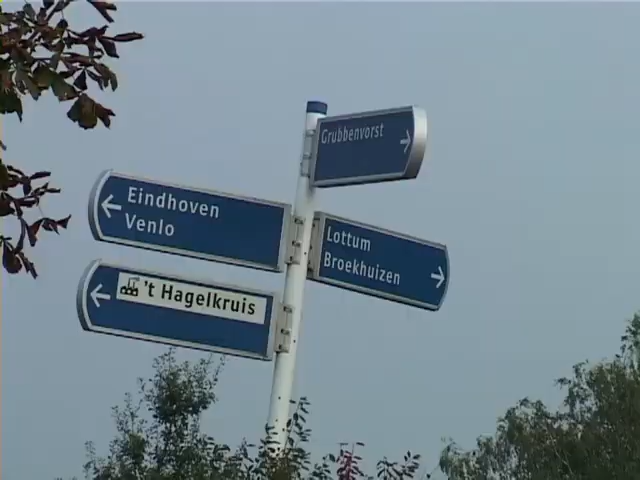 Grubbenvorst
Eindhoven
Venlo
Lottum
Broekhuizen
't Hagelkruis